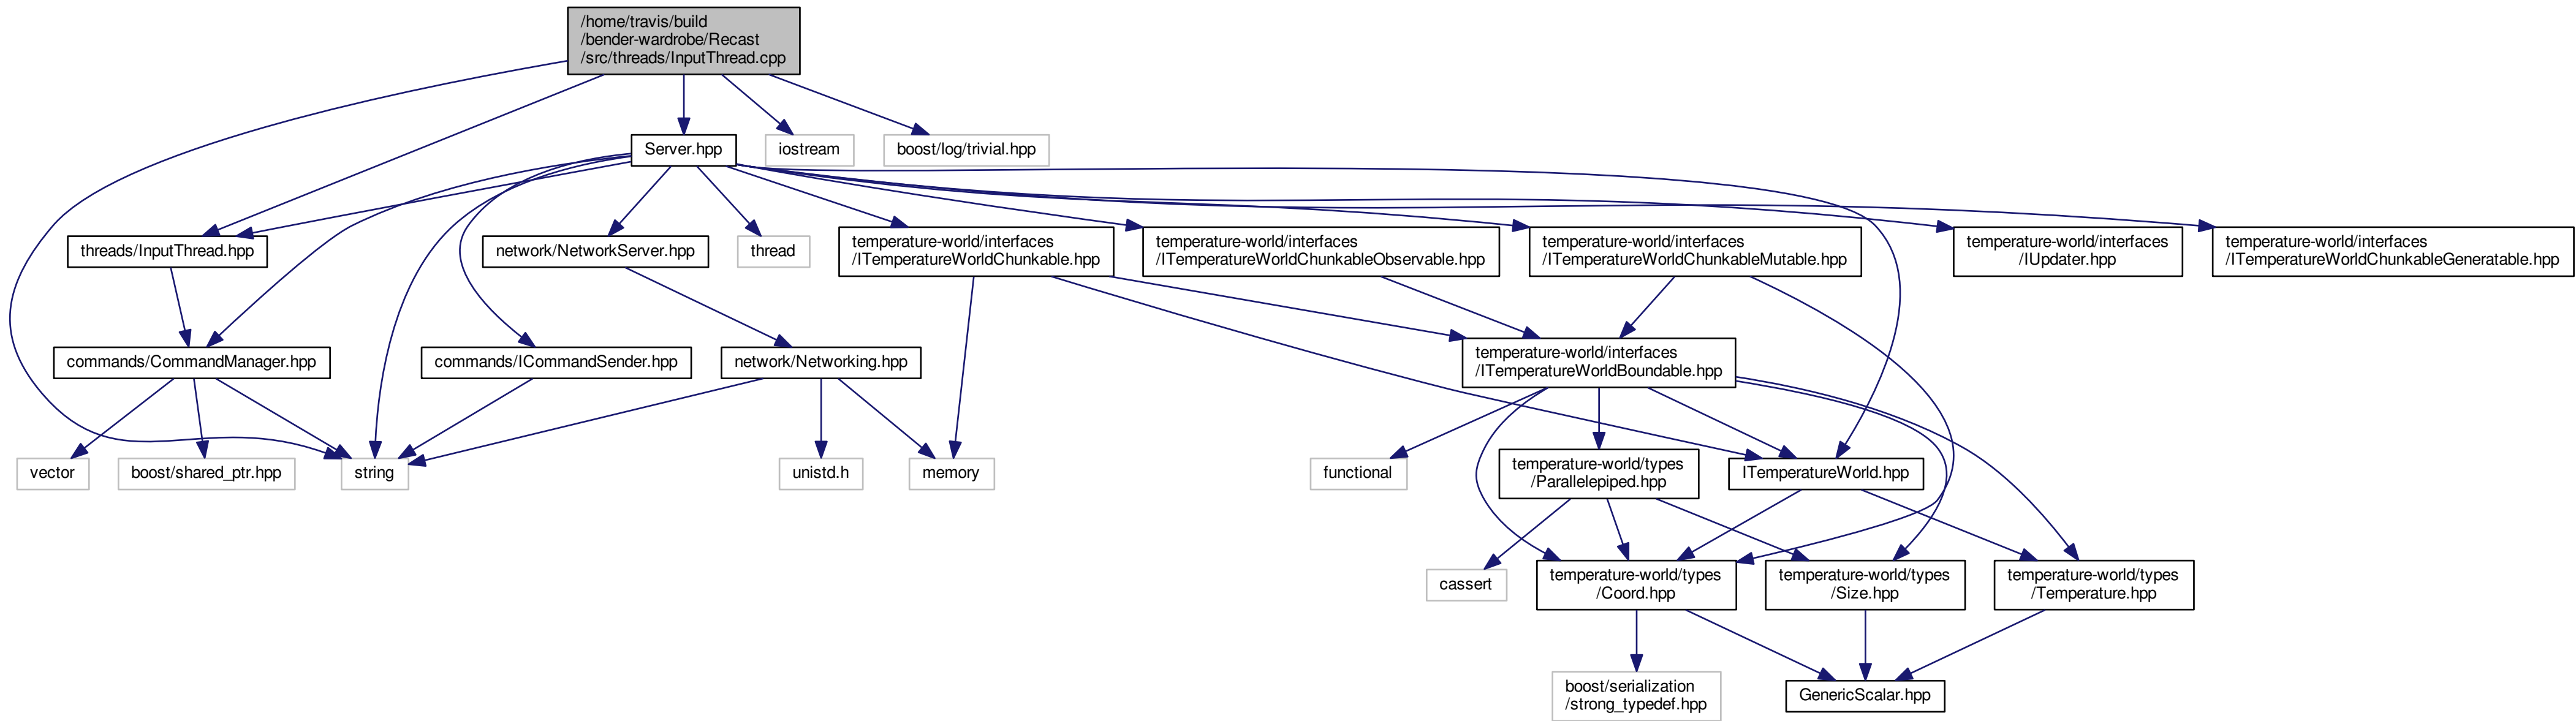 /home/travis/build
/bender-wardrobe/Recast
/src/threads/InputThread.cpp
Server.hpp
iostream
boost/log/trivial.hpp
threads/InputThread.hpp
network/NetworkServer.hpp
thread
temperature-world/interfaces
/ITemperatureWorldChunkable.hpp
temperature-world/interfaces
/ITemperatureWorldChunkableObservable.hpp
temperature-world/interfaces
/ITemperatureWorldChunkableMutable.hpp
temperature-world/interfaces
/IUpdater.hpp
temperature-world/interfaces
/ITemperatureWorldChunkableGeneratable.hpp
commands/CommandManager.hpp
commands/ICommandSender.hpp
network/Networking.hpp
temperature-world/interfaces
/ITemperatureWorldBoundable.hpp
vector
boost/shared_ptr.hpp
string
unistd.h
memory
functional
temperature-world/types
/Parallelepiped.hpp
ITemperatureWorld.hpp
cassert
temperature-world/types
/Coord.hpp
temperature-world/types
/Size.hpp
temperature-world/types
/Temperature.hpp
boost/serialization
/strong_typedef.hpp
GenericScalar.hpp